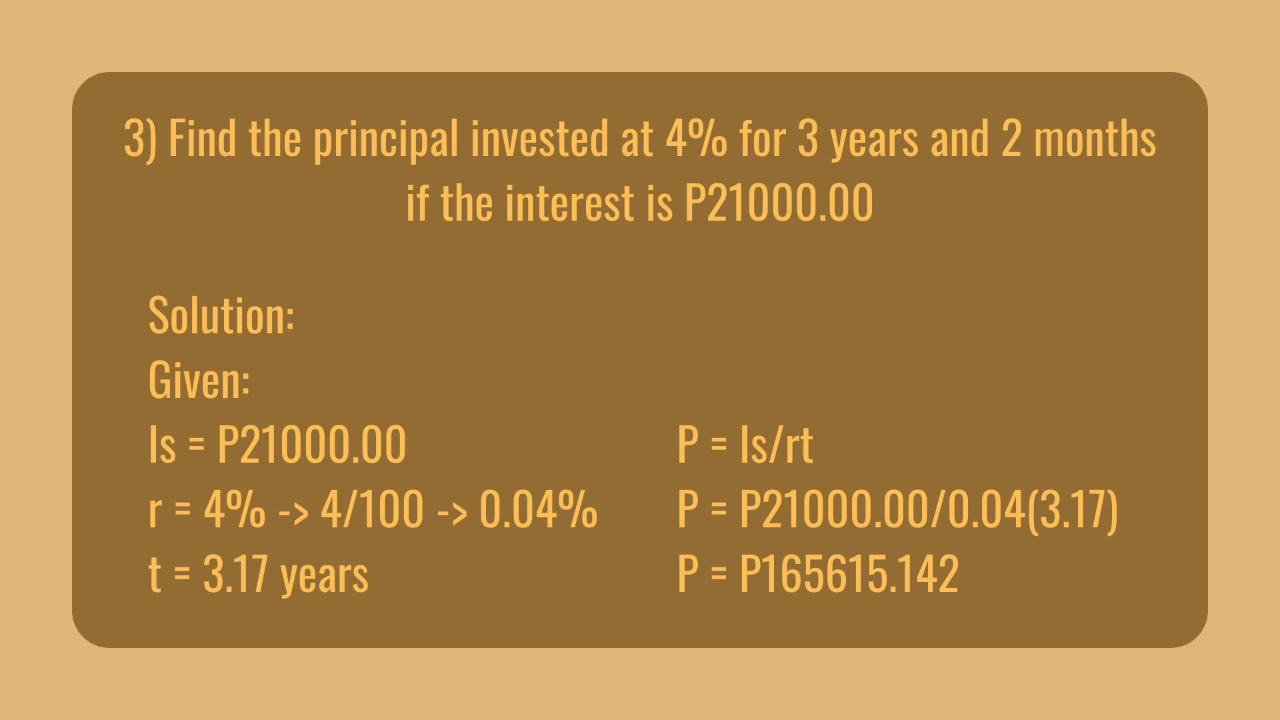 3) Find the principal invested at 4% for 3 years and 2 months
if the interest is P21000.00
Solution:
Given:
Is = P21000.00
r = 4% -> 4/100 -> 0.04%
t = 3.17 years
P = Is/rt
P = P21000.00/0.04(3.17)
P = P165615.142